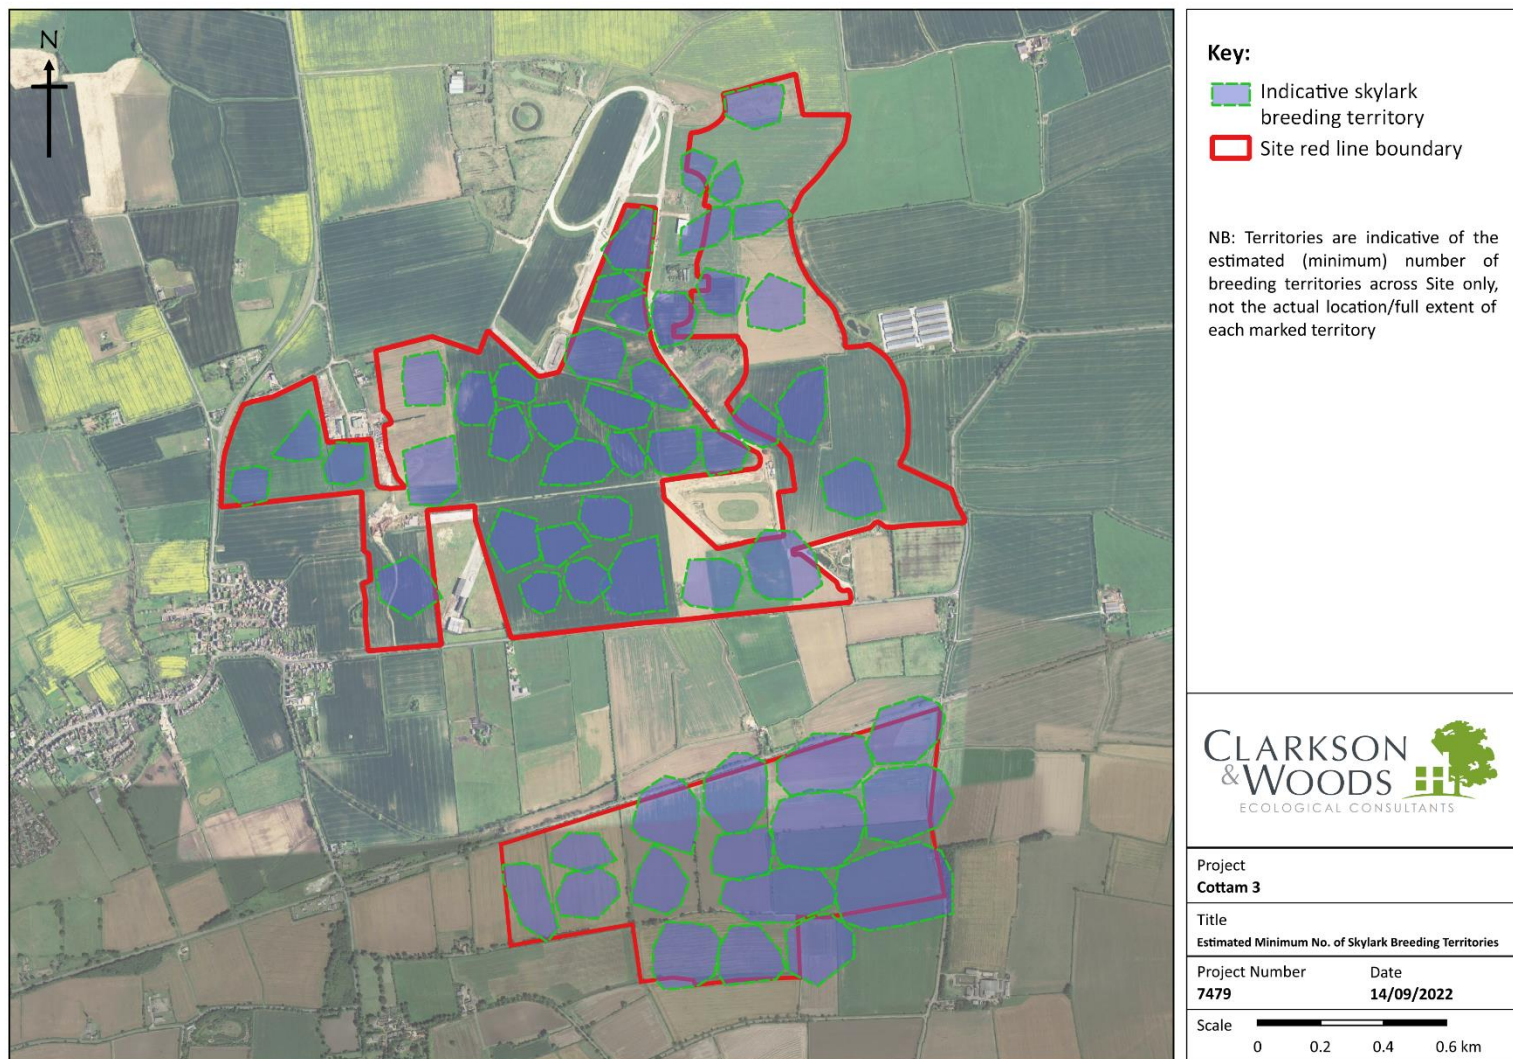 N
Key:
Indicative skylark
breeding territory
Site red line boundary
NB: Territories are indicative of the
estimated (minimum) number of
breeding territories across Site only,
not the actual location/full extent of
each marked territory
CLARKSON
&WOODS
ECOLOGICAL CONSULTANTS
Project
Cottam 3
Title
Estimated Minimum No. of Skylark Breeding Territories
Project Number Date
7479 14/09/2022
Scale
0 0.2 0.4 0.6 km